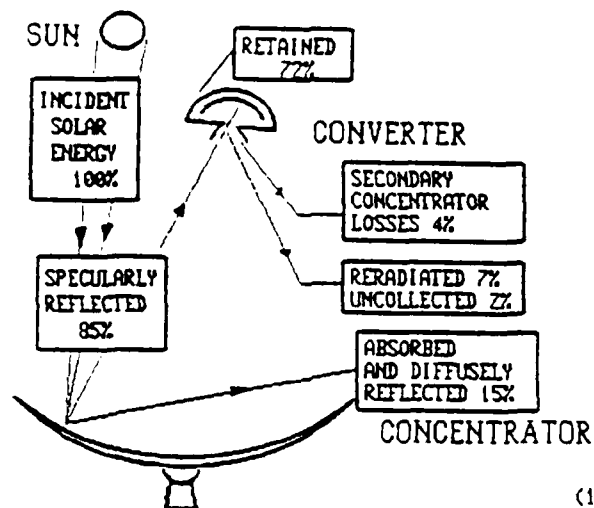 SUN
RETAINED
72%
INCIDENT
SOLAR
ENERGY
100%
CONVERTER
SECONDARY
CONCENTRATOR
LOSSES 4%
SPECULARLY
REFLECTED
85%
RERADIATED 7%
UNCOLLECTED 2%
ABSORBED
AND DIFFUSELY
REFLECTED 15%
CONCENTRATOR
(1